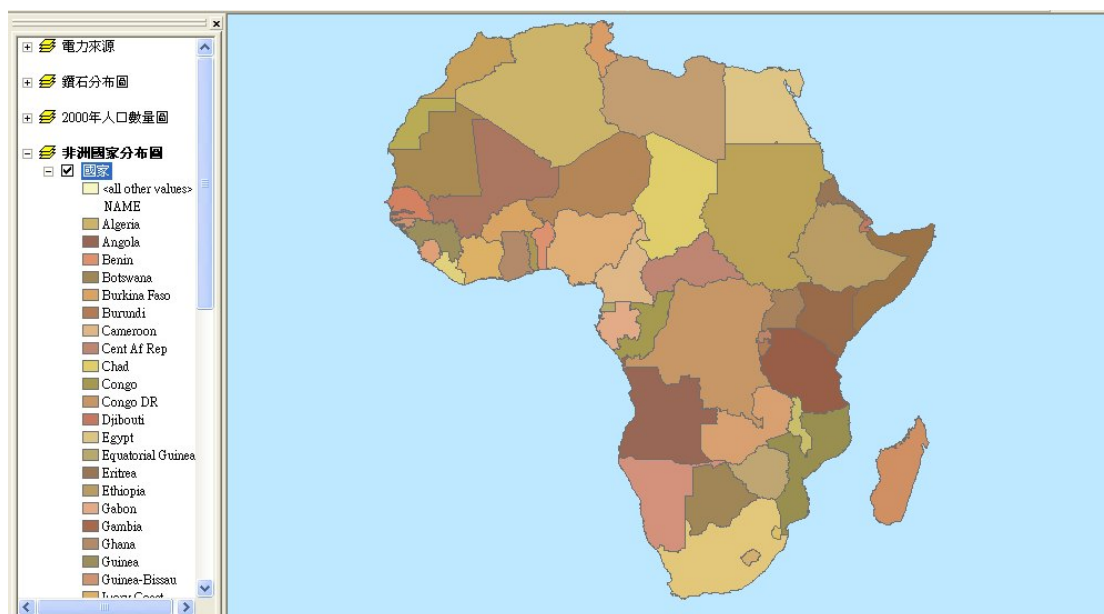 電力來源
鑽石分布圖
2000年人口數量圖
非洲國家分布圖
國家
<all other values>
NAME
Algeria
Angola
Benin
Botswana
Burkina Faso
Burundi
Cameroon
Cent Af Rep
Chad
Congo
Congo DR
Djibouti
Egypt
Equatorial Guinea
Eritrea
Ethiopia
Gabon
Gambia
Ghana
Guinea
Guinea-Bissau
Ivory Coast